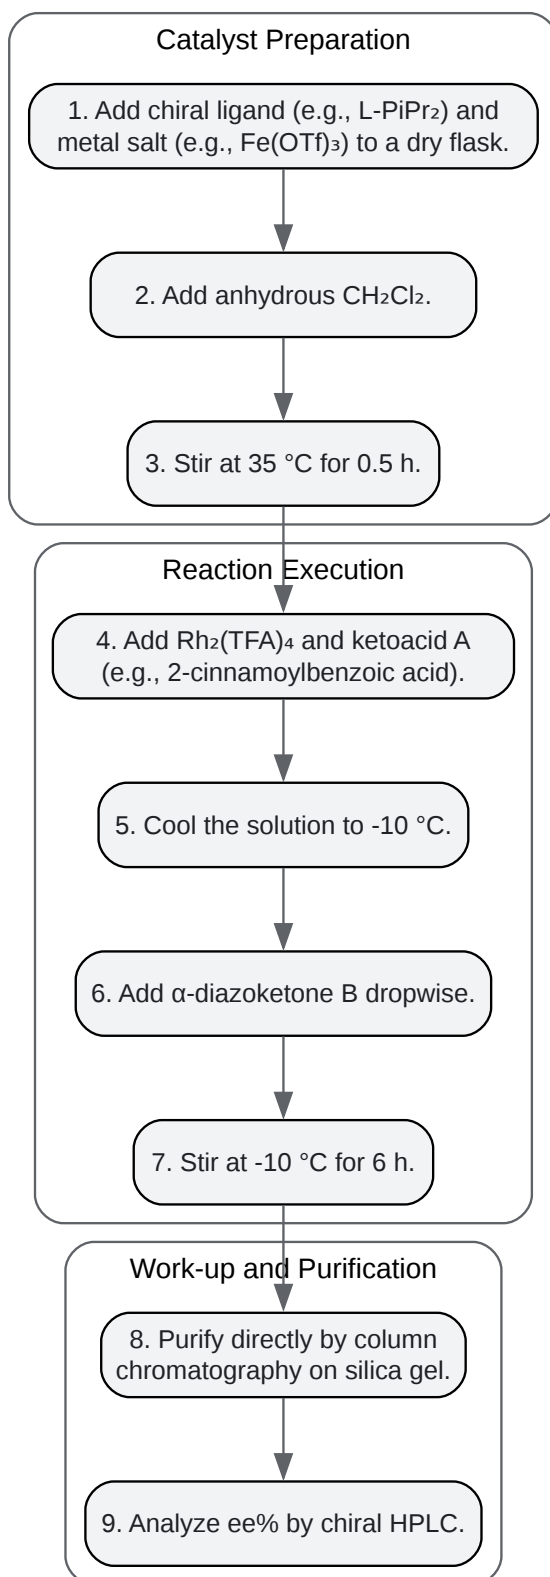 Catalyst Preparation
1. Add chiral ligand (e.g., L-PiPr₂) and
metal salt (e.g., Fe(OTf)₃) to a dry flask.
2. Add anhydrous CH₂Cl₂.
3. Stir at 35 °C for 0.5 h.
Reaction Execution
4. Add Rh₂(TFA)₄ and ketoacid A
(e.g., 2-cinnamoylbenzoic acid).
5. Cool the solution to -10 °C.
6. Add α-diazoketone B dropwise.
7. Stir at -10 °C for 6 h.
Work-up and Purification
8. Purify directly by column
chromatography on silica gel.
9. Analyze ee% by chiral HPLC.